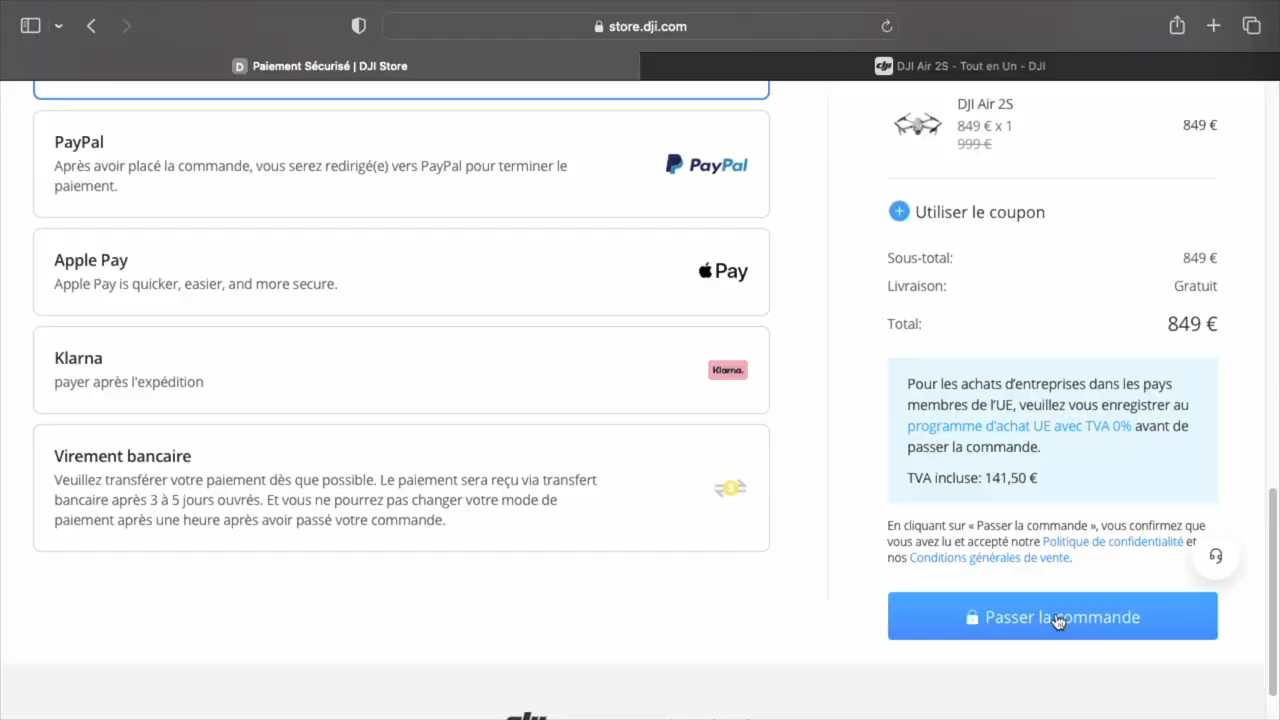 store.dji.com
D Paiement Sécurisé | DJI Store
dji DJI Air 2S - Tout en Un - DJI
PayPal
Après avoir placé la commande, vous serez redirigé(e) vers PayPal pour terminer le
paiement.
PayPal
Apple Pay
Apple Pay is quicker, easier, and more secure.
Pay
Klarna
payer après l'expédition
Klarna.
Virement bancaire
Veuillez transférer votre paiement dès que possible. Le paiement sera reçu via transfert
bancaire après 3 à 5 jours ouvrés. Et vous ne pourrez pas changer votre mode de
paiement après une heure après avoir passé votre commande.
DJI Air 2S
849 € x 1
849 €
999 €
Utiliser le coupon
Sous-total: 849 €
Livraison: Gratuit
Total: 849 €
Pour les achats d’entreprises dans les pays
membres de l’UE, veuillez vous enregistrer au
programme d’achat UE avec TVA 0% avant de
passer la commande.
TVA incluse: 141,50 €
En cliquant sur « Passer la commande », vous confirmez que
vous avez lu et accepté notre Politique de confidentialité et
nos Conditions générales de vente.
Passer la commande
dji